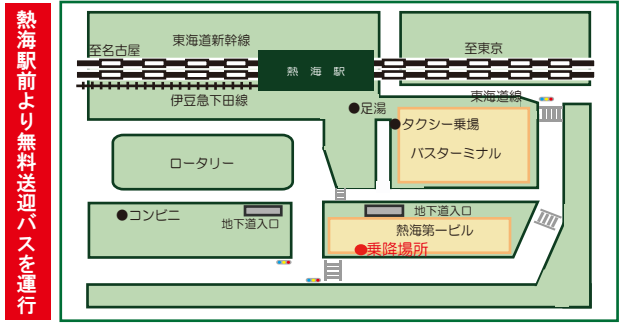 熱海駅前より無料送迎バスを運行
至名古屋
東海道新幹線
熱海駅
至東京
伊豆急下田線
東海道線
●足湯
●タクシー乗場
バスターミナル
ロータリー
●コンビニ
地下道入口
地下道入口
熱海第一ビル
●乗降場所